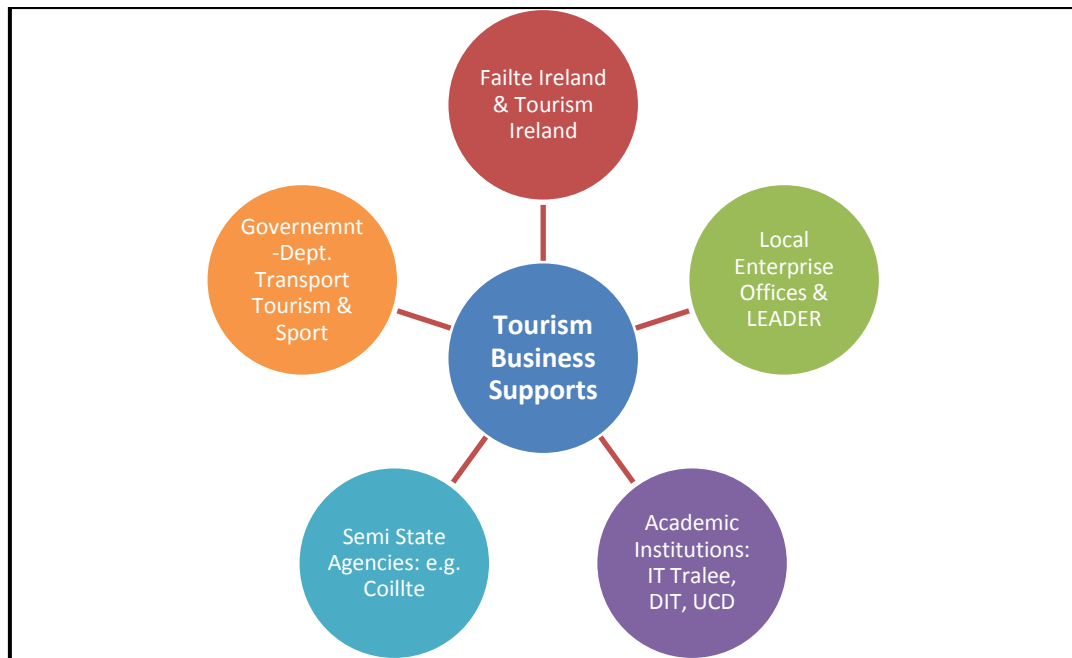 Failte Ireland
& Tourism
Ireland
Local
Enterprise
Offices &
LEADER
Academic
Institutions:
IT Tralee,
DIT, UCD
Semi State
Agencies: e.g.
Coillte
Governemnt
-Dept.
Transport
Tourism &
Sport
Tourism
Business
Supports